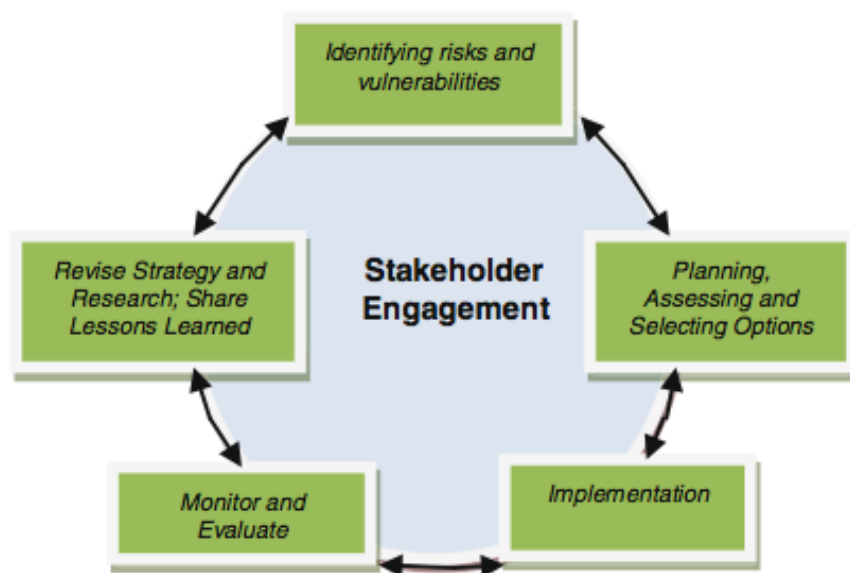 Identifying risks and
vulnerabilities
Stakeholder
Engagement
Revise Strategy and
Research; Share
Lessons Learned
Planning,
Assessing and
Selecting Options
Monitor and
Evaluate
Implementation